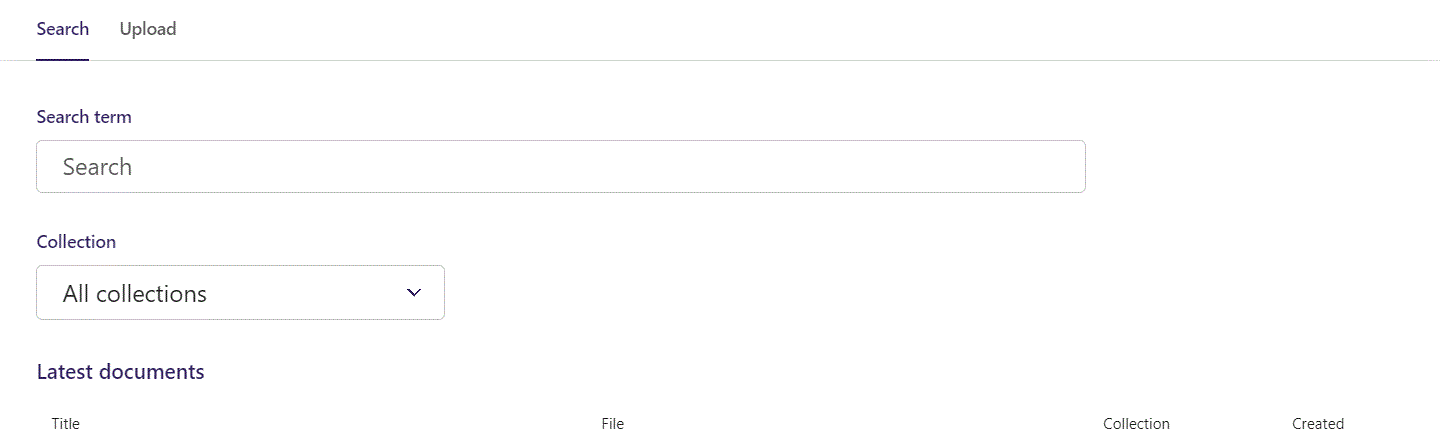 Search Upload
Search term
Search
Collection
All collections
Latest documents
Title File Collection Created